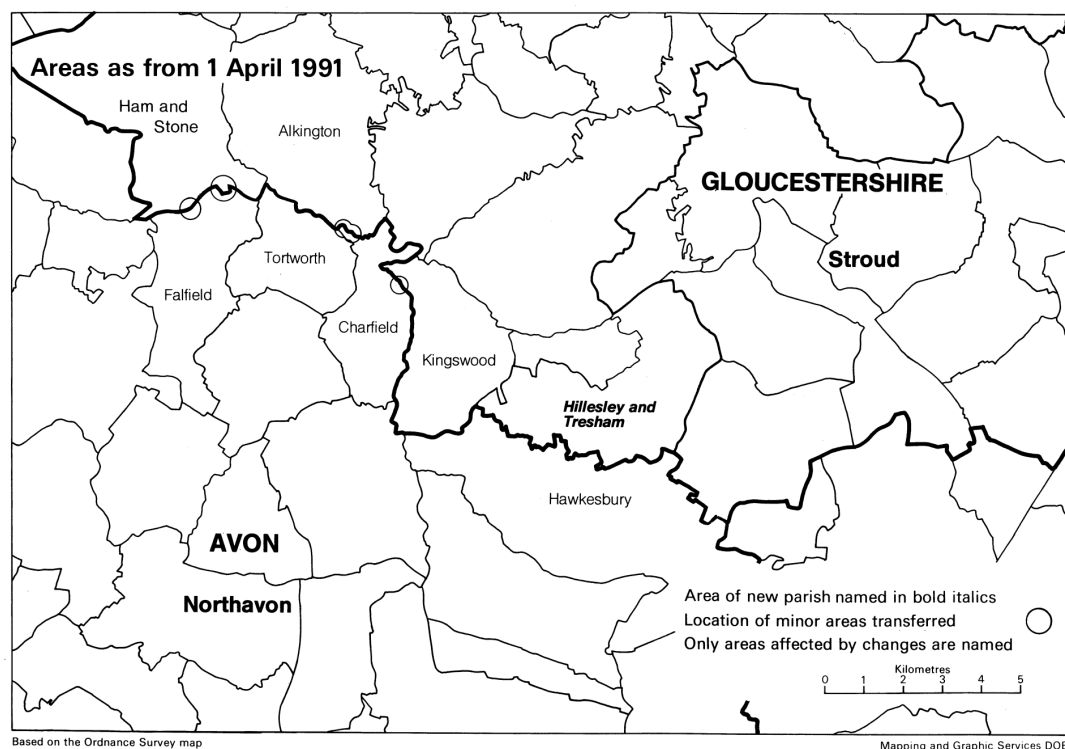 Areas as from 1 April 1991
Ham and
Stone
Alkington
GLOUCESTERSHIRE
Stroud
Tortworth
Falfield
Charfield
Kingswood
Hillesley and
Tresham
Hawkesbury
AVON
Northavon
Area of new parish named in bold italics
Location of minor areas transferred
Only areas affected by changes are named
Kilometres
0 1 2 3 4 5
Based on the Ordnance Survey map
Mapping and Graphic Services DOE